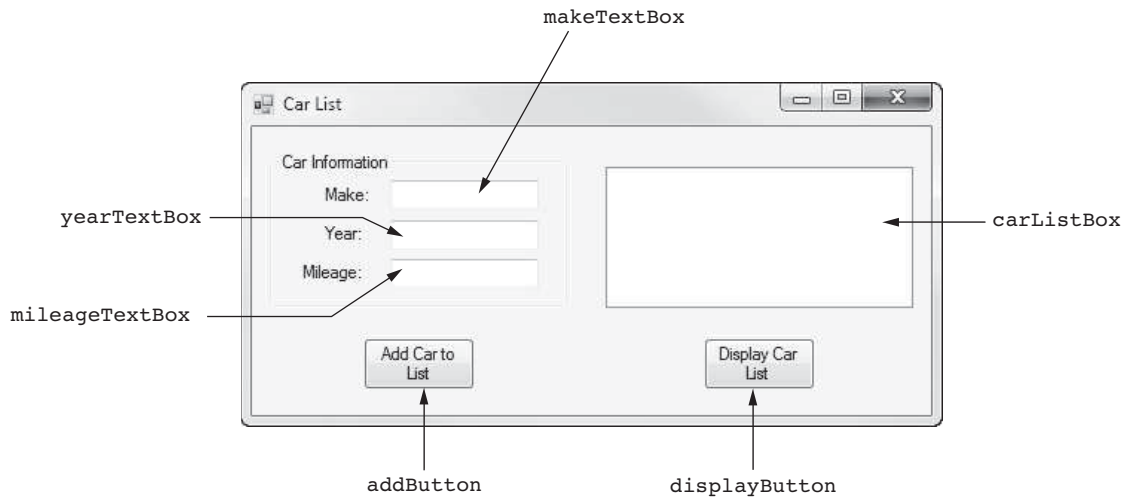 makeTextBox
Car List
Car Information
Make:
yearTextBox
Year:
carListBox
Mileage:
mileageTextBox
Add Car to
List
Display Car
List
addButton
displayButton